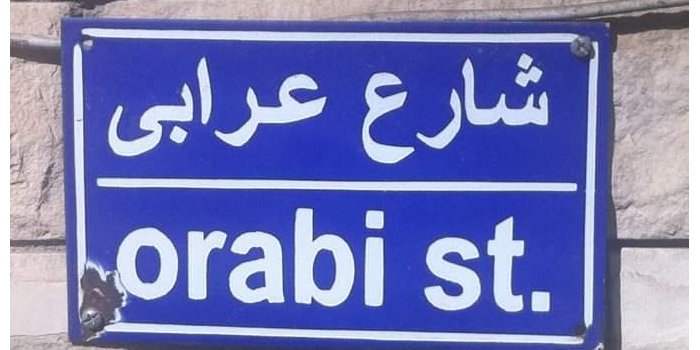 شارع عرابى
orabi st.